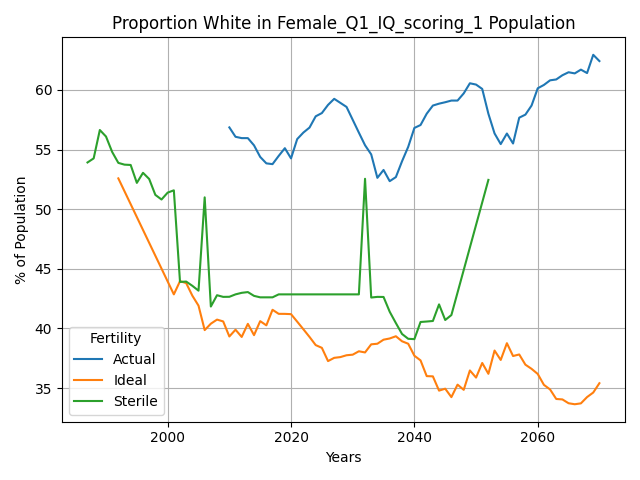 Proportion White in Female_Q1_IQ_scoring_1 Population
% of Population
60
55
50
45
40
35
Fertility
Actual
Ideal
Sterile
2000
2020
2040
2060
Years